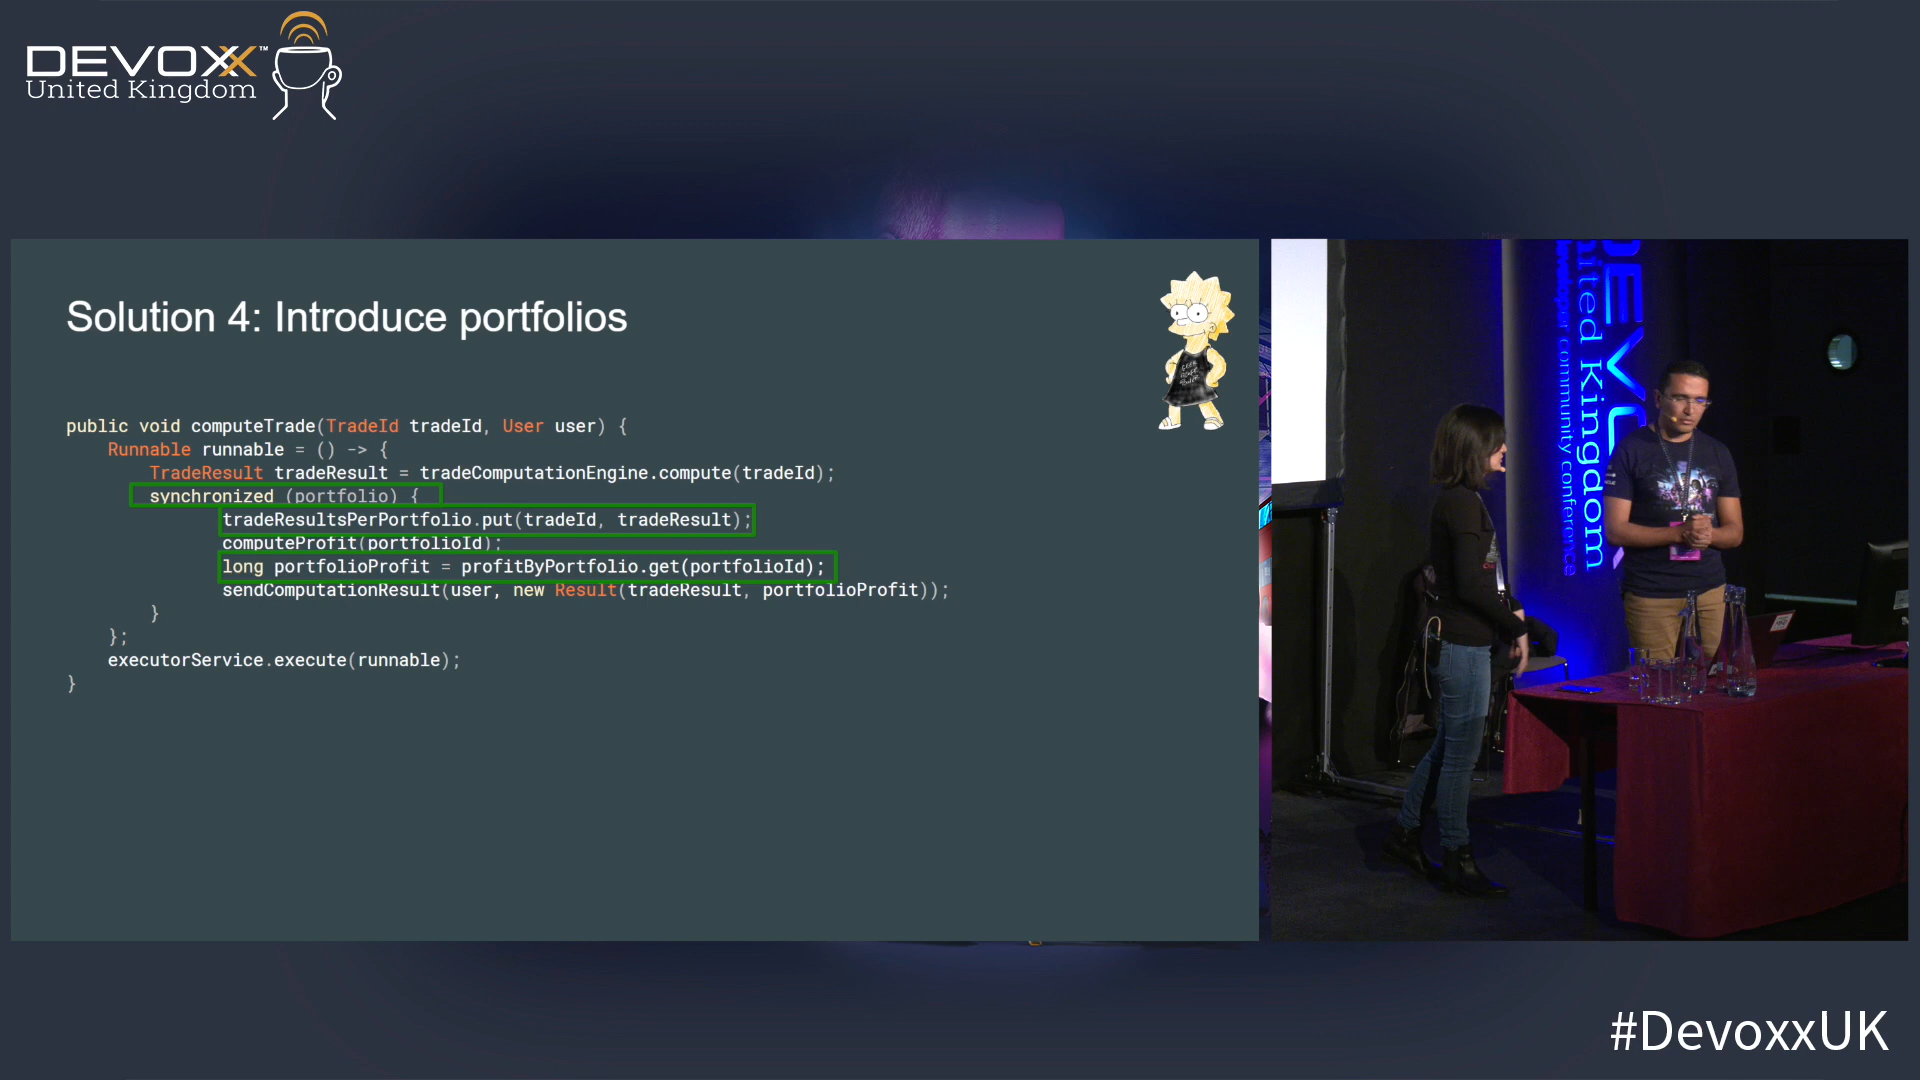 DEVOXX™
United Kingdom
Solution 4: Introduce portfolios
GEEK
public void computeTrade(TradeId tradeId, User user) {
Runnable runnable = () -> {
TradeResult tradeResult = tradeComputationEngine.compute(tradeId);
synchronized (portfolio) {
tradeResultsPerPortfolio.put(tradeId, tradeResult);
computeProfit(portfolioId);
long portfolioProfit = profitByPortfolio.get(portfolioId);
sendComputationResult(user, new Result(tradeResult, portfolioProfit));
}
};
executorService.execute(runnable);
}
community conference
#DevoxxUK